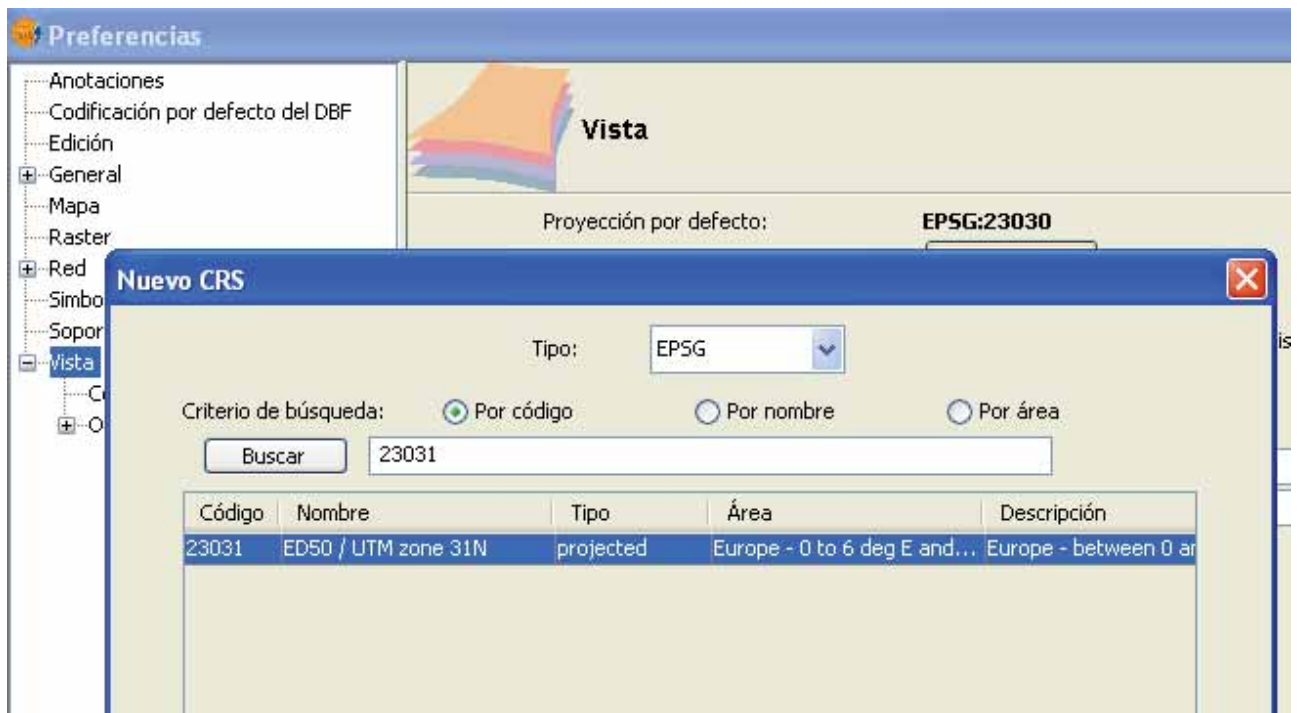 Preferencias
Anotaciones
Codificación por defecto del DBF
Edición
General
Mapa
Raster
Red
Simbo
Sopor
Vista
Vista
Proyección por defecto: EPSG:23030
Nuevo CRS
Tipo: EPSG
Criterio de búsqueda: Por código Por nombre Por área
Buscar 23031
Código Nombre Tipo Área Descripción
23031 ED50 / UTM zone 31N projected Europe - 0 to 6 deg E and... Europe - between 0 ar